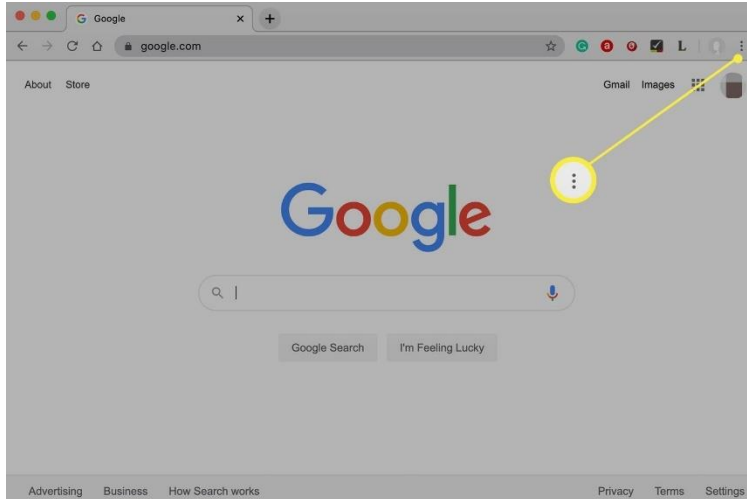 Google
google.com
About Store
Gmail Images
Google
Google Search I'm Feeling Lucky
Advertising Business How Search works
Privacy Terms Settings